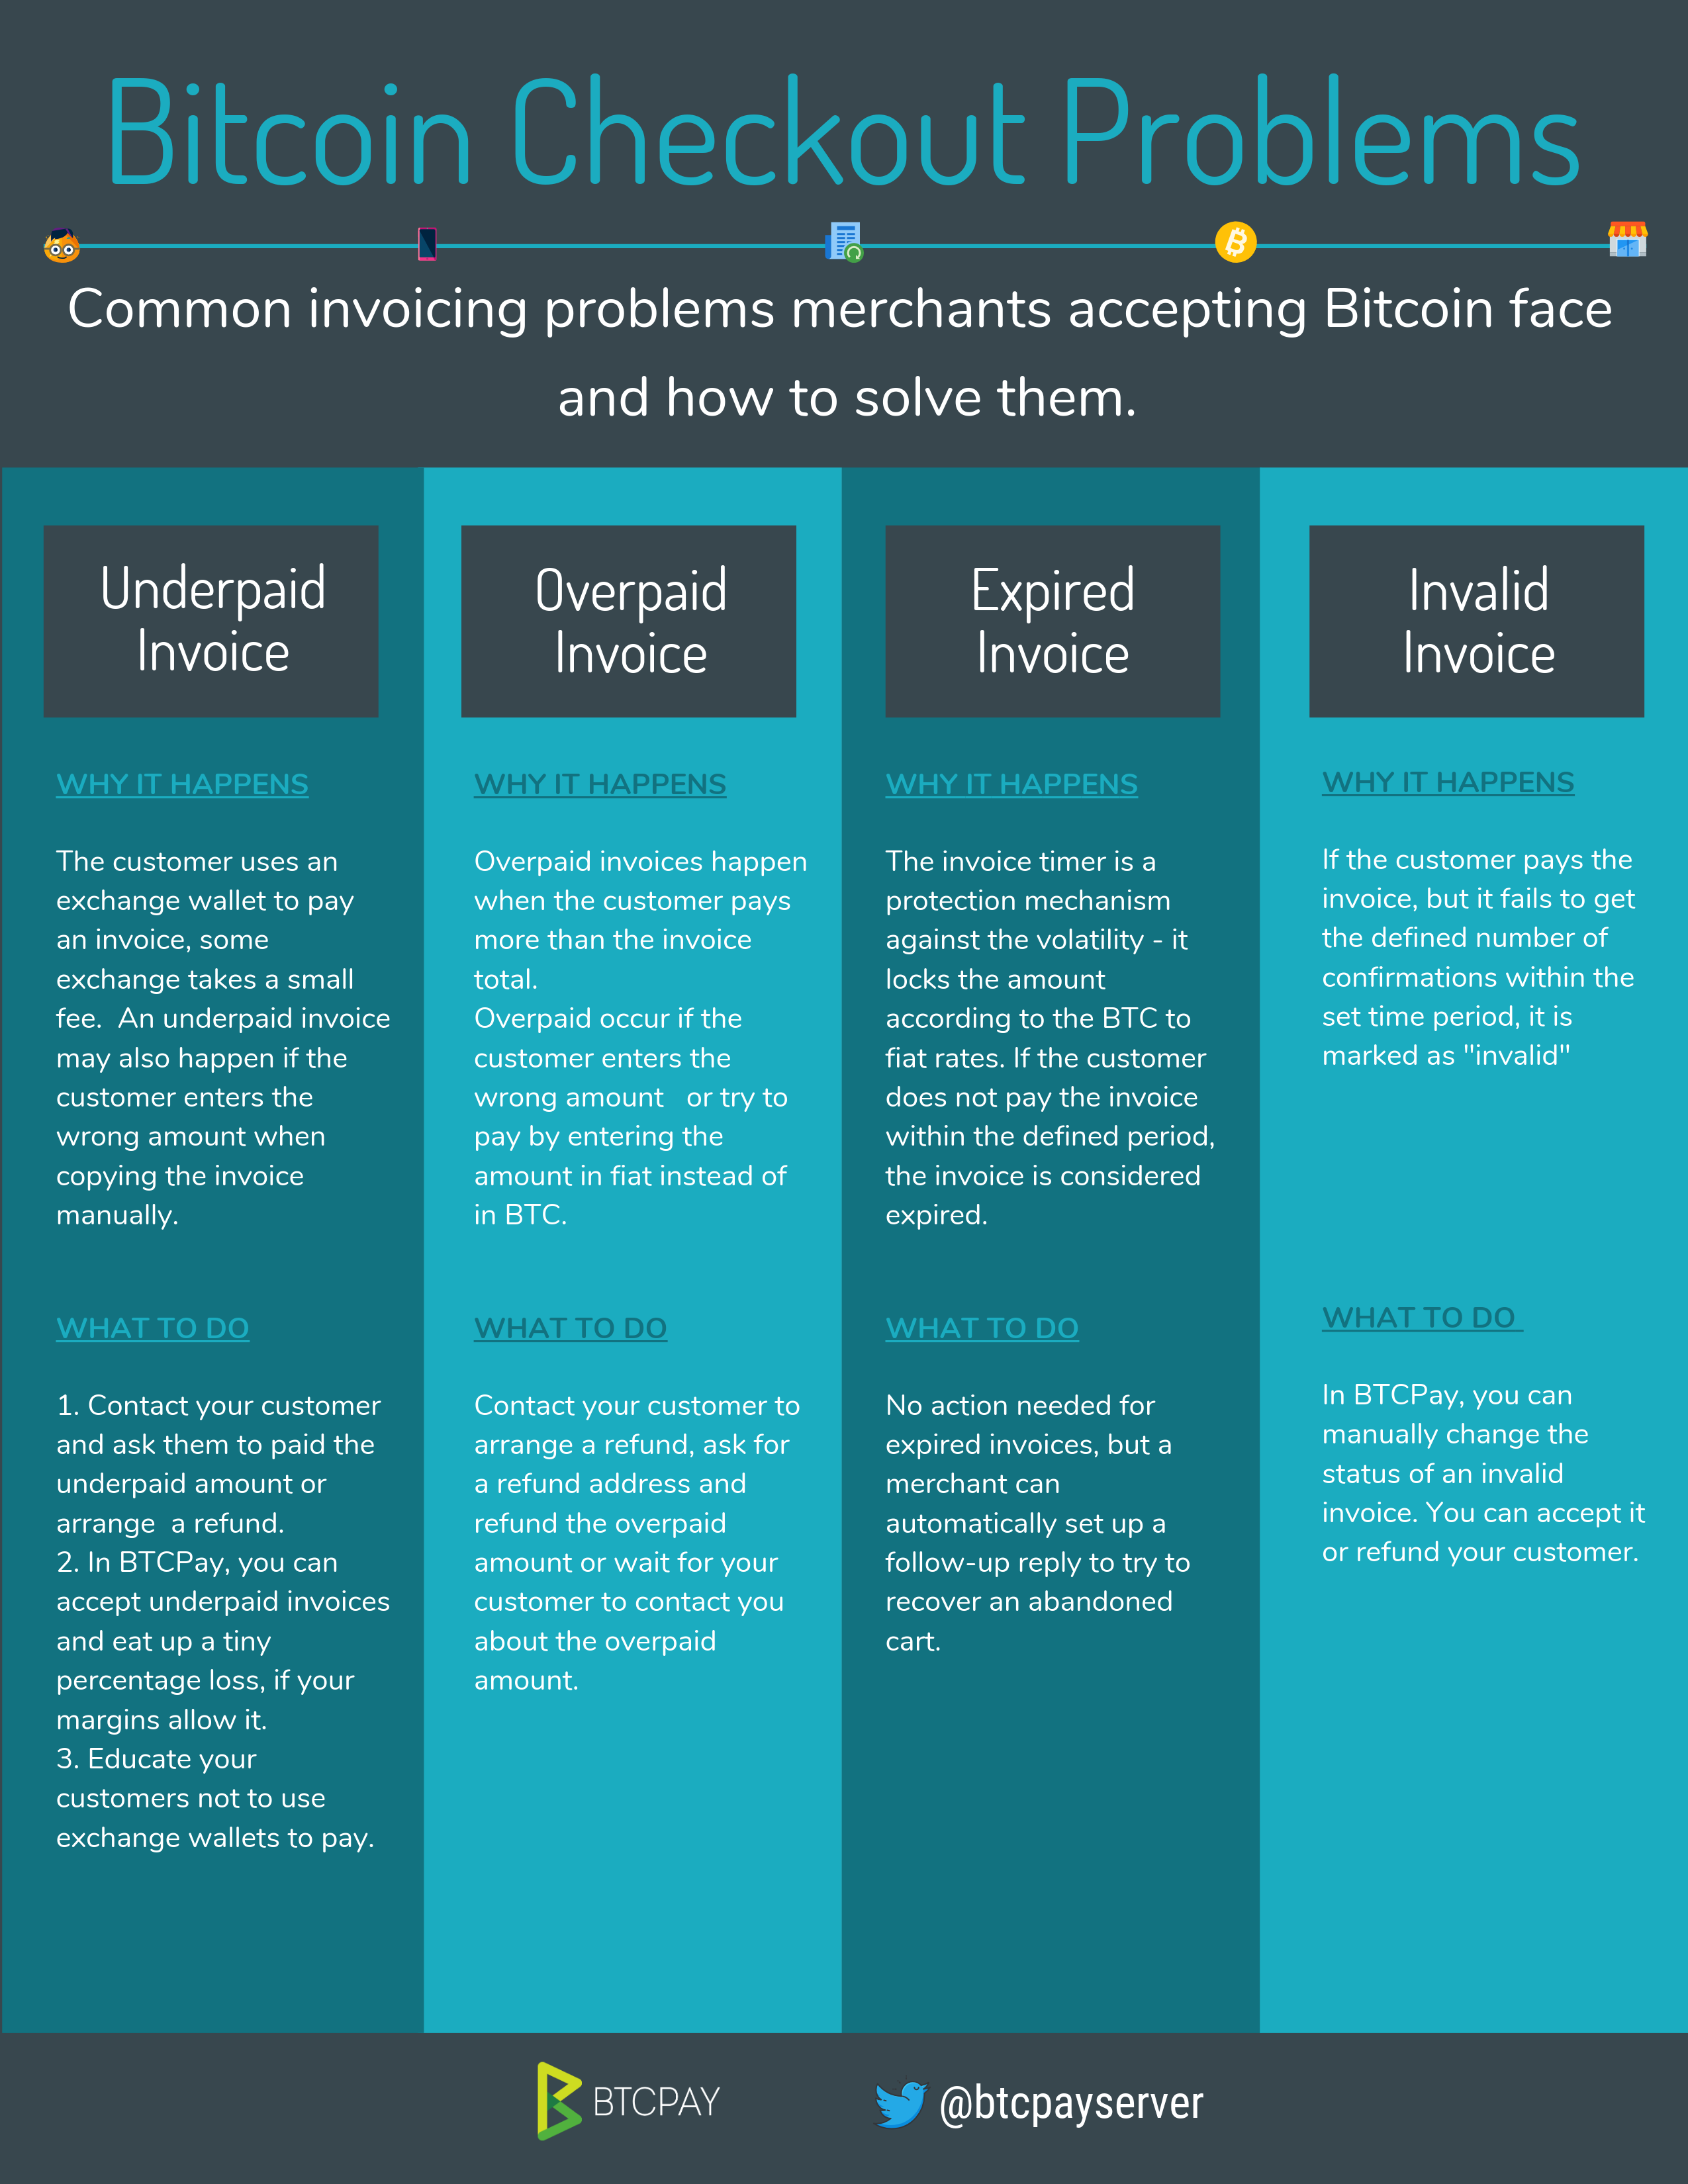 Bitcoin Checkout Problems
Common invoicing problems merchants accepting Bitcoin face
and how to solve them.
Underpaid
Invoice
WHY IT HAPPENS
The customer uses an
exchange wallet to pay
an invoice, some
exchange takes a small
fee.  An underpaid invoice
may also happen if the
customer enters the
wrong amount when
copying the invoice
manually.
WHAT TO DO
1. Contact your customer
and ask them to paid the
underpaid amount or
arrange  a refund.
2. In BTCPay, you can
accept underpaid invoices
and eat up a tiny
percentage loss, if your
margins allow it.
3. Educate your
customers not to use
exchange wallets to pay.
Overpaid
Invoice
WHY IT HAPPENS
Overpaid invoices happen
when the customer pays
more than the invoice
total.
Overpaid occur if the
customer enters the
wrong amount   or try to
pay by entering the
amount in fiat instead of
in BTC.
WHAT TO DO
Contact your customer to
arrange a refund, ask for
a refund address and
refund the overpaid
amount or wait for your
customer to contact you
about the overpaid
amount.
Expired
Invoice
WHY IT HAPPENS
The invoice timer is a
protection mechanism
against the volatility - it
locks the amount
according to the BTC to
fiat rates. If the customer
does not pay the invoice
within the defined period,
the invoice is considered
expired.
WHAT TO DO
No action needed for
expired invoices, but a
merchant can
automatically set up a
follow-up reply to try to
recover an abandoned
cart.
Invalid
Invoice
WHY IT HAPPENS
If the customer pays the
invoice, but it fails to get
the defined number of
confirmations within the
set time period, it is
marked as "invalid"
WHAT TO DO
In BTCPay, you can
manually change the
status of an invalid
invoice. You can accept it
or refund your customer.
BTCPAY
@btcpayserver